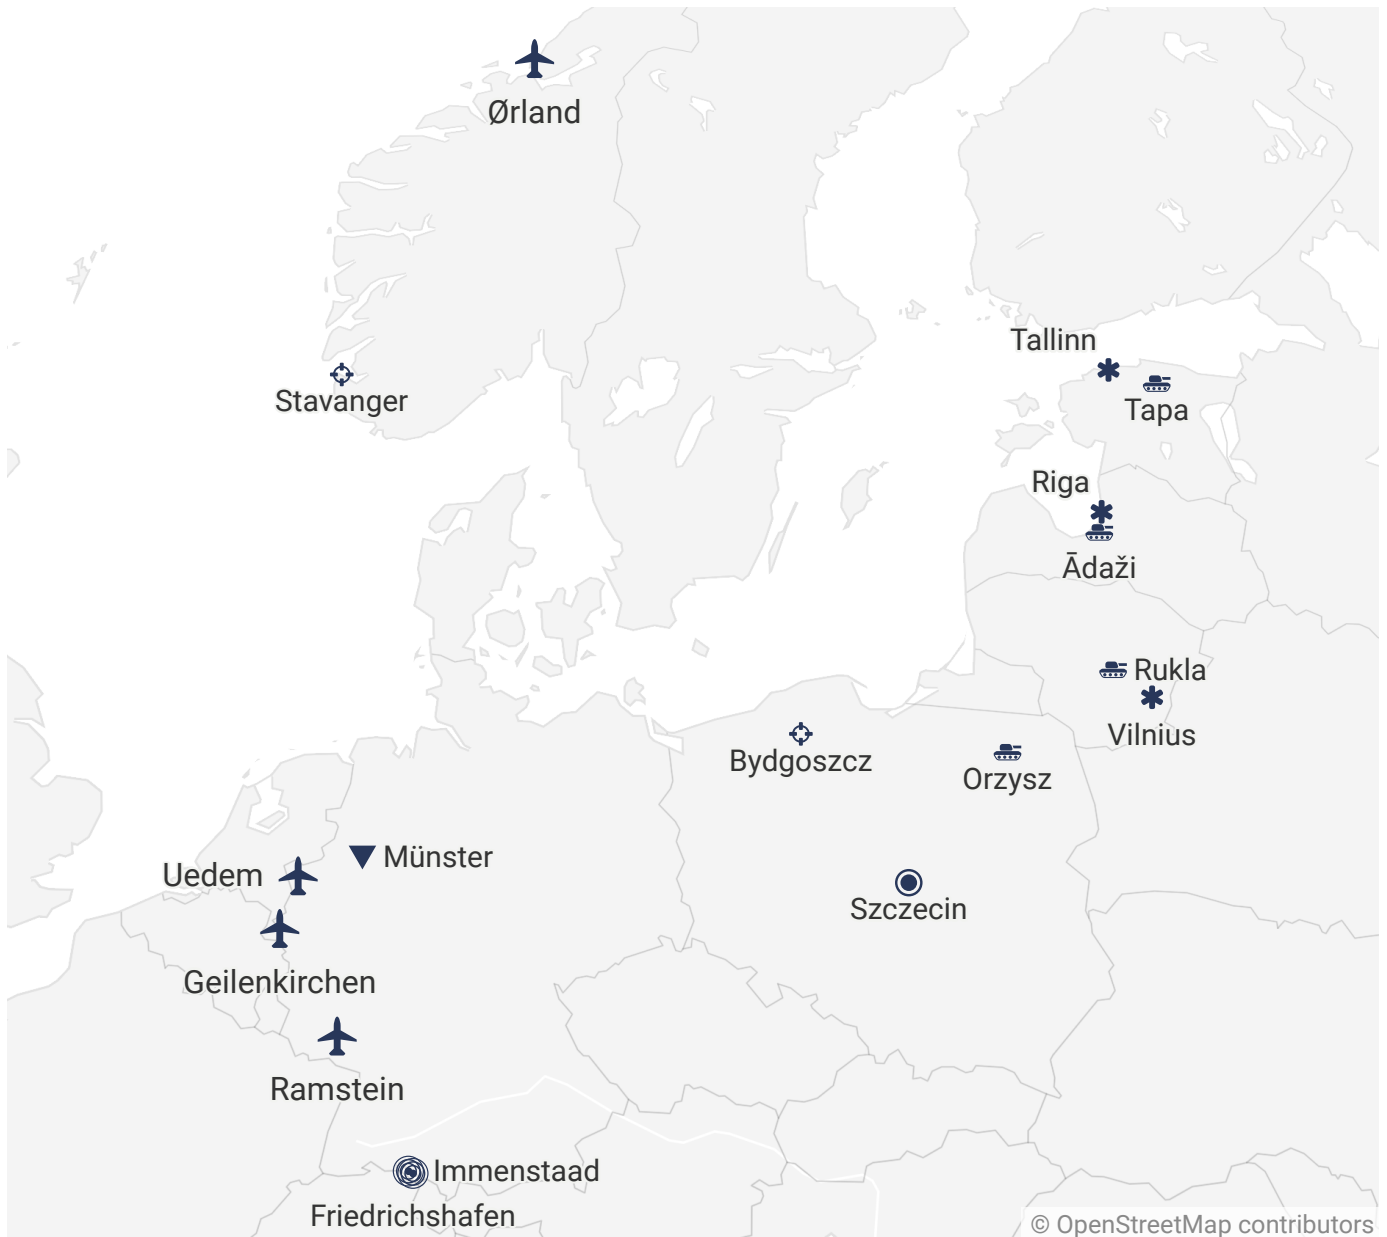 Ørland
Tallinn
Stavanger
Tapa
Riga
Ādaži
Rukla
Vilnius
Bydgoszcz
Orzysz
Münster
Uedem
Szczecin
Geilenkirchen
Ramstein
Immenstaad
Friedrichshafen
© OpenStreetMap contributors